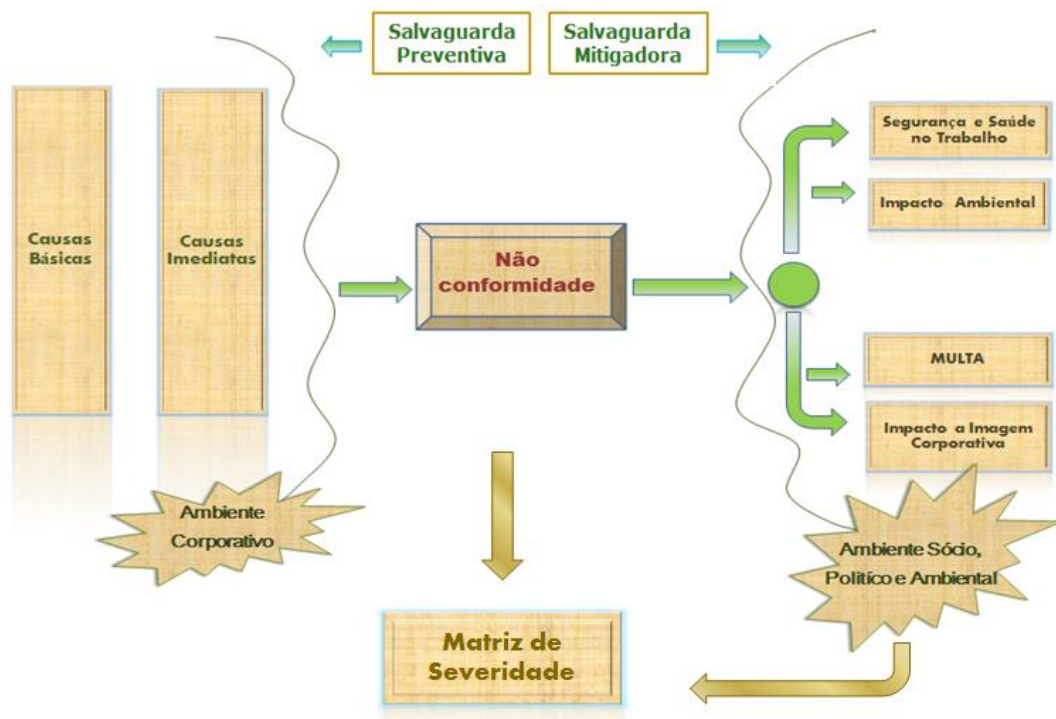 Salvaguarda
Preventiva
Salvaguarda
Mitigadora
Causas
Básicas
Causas
Imediatas
Não
conformidade
Segurança e Saúde
no Trabalho
Impacto Ambiental
MULTA
Impacto a Imagem
Corporativa
Ambiente
Corporativo
Ambiente Sócio,
Politíco e Ambiental
Matriz de
Severidade